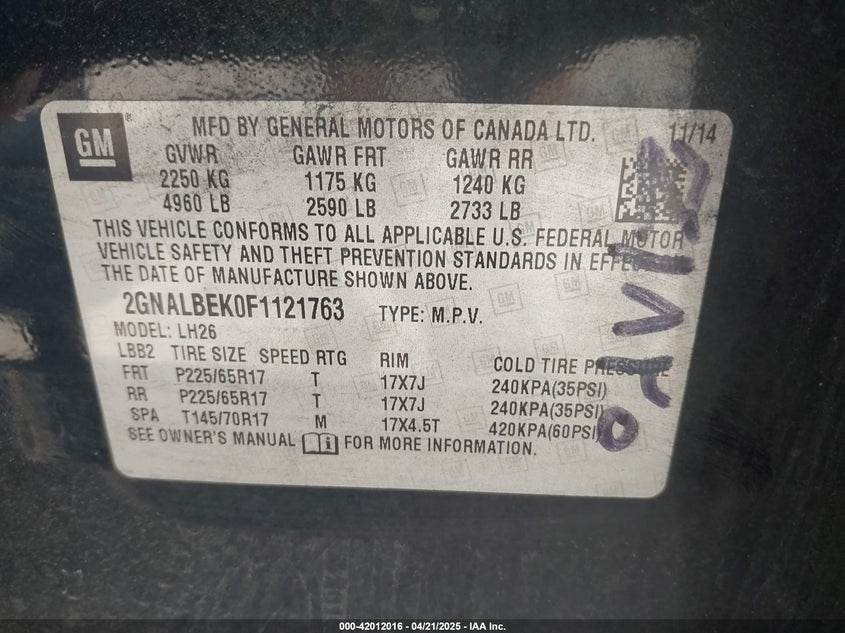 GM
MFD BY GENERAL MOTORS OF CANADA LTD. 11/14
GVWR GAWR FRT GAWR RR
2250 KG 1175 KG 1240 KG
4960 LB 2590 LB 2733 LB
THIS VEHICLE CONFORMS TO ALL APPLICABLE U.S. FEDERAL MOTOR
VEHICLE SAFETY AND THEFT PREVENTION STANDARDS IN EFFECT
THE DATE OF MANUFACTURE SHOWN ABOVE.
2GNALBEK0F1121763 TYPE: M.P.V.
MODEL: LH26
LBB2 TIRE SIZE SPEED RTG RIM COLD TIRE PRESSURE
FRT P225/65R17 T 17X7J 240KPA(35PSI)
RR P225/65R17 T 17X7J 240KPA(35PSI)
SPA T145/70R17 M 17X4.5T 420KPA(60PSI)
SEE OWNER'S MANUAL FOR MORE INFORMATION.
000-42012016 - 04/21/2025 - IAA Inc.